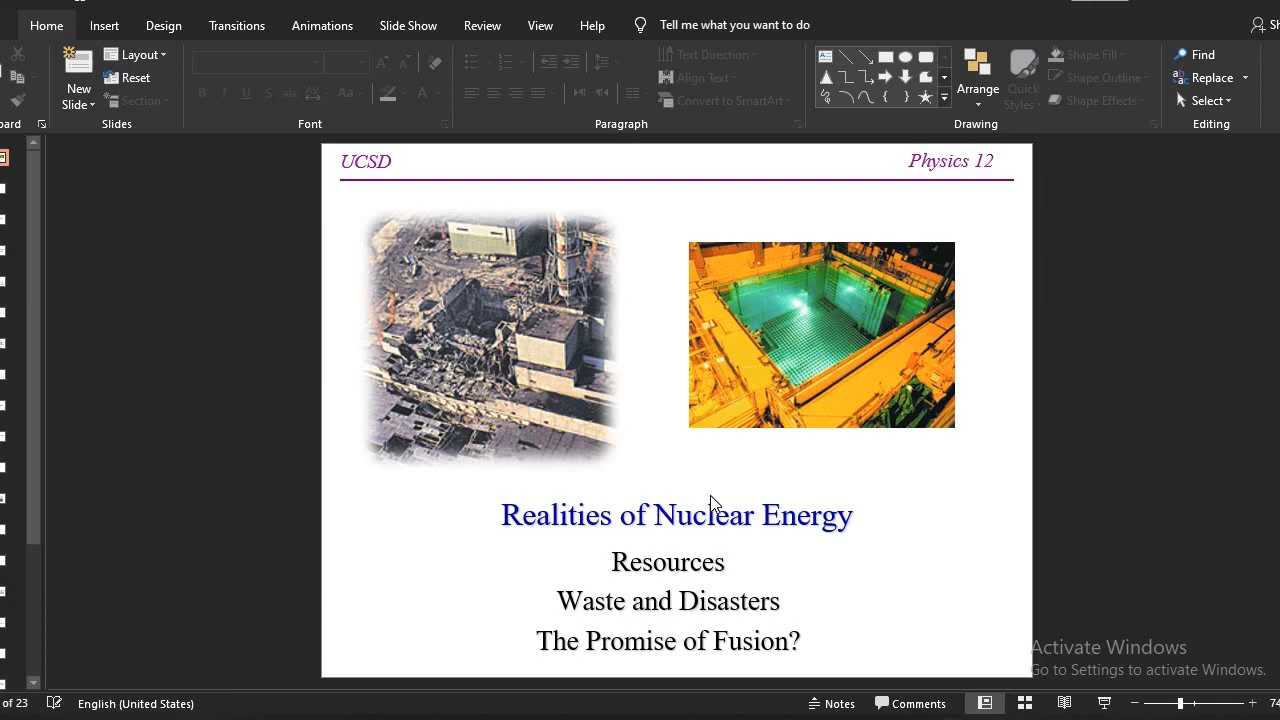 Home Insert Design Transitions Animations Slide Show Review View Help Tell me what you want to do
Layout
Reset
Section
New
Slide
Text Direction
Align Text
Convert to SmartArt
Arrange
Quick
Styles
Shape Fill
Shape Outline
Shape Effects
Find
Replace
Select
Slides Font Paragraph Drawing Editing
UCSD Physics 12
Realities of Nuclear Energy
Resources
Waste and Disasters
The Promise of Fusion?
Activate Windows
Go to Settings to activate Windows.
of 23 English (United States) Notes Comments